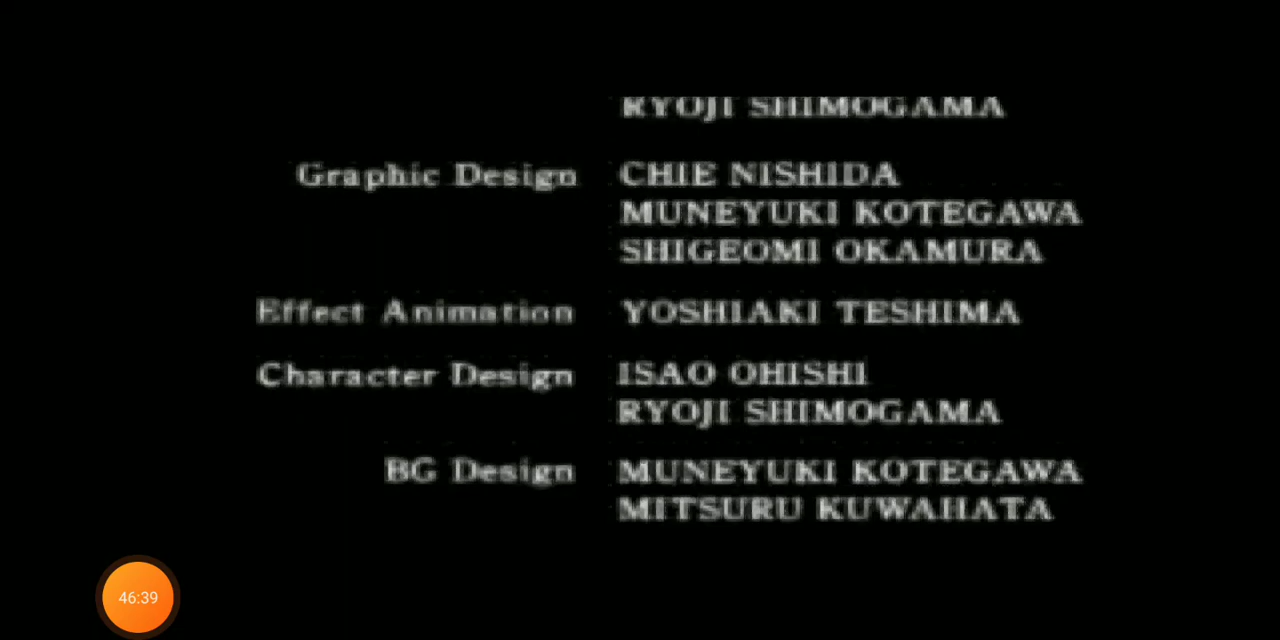 RYOJI SHIMOGAMA
Graphic Design CHIE NISHIDA
MUNEYUKI KOTEGAWA
SHIGEOMI OKAMURA
Effect Animation YOSHIAKI TESHIMA
Character Design ISAO OHISHI
RYOJI SHIMOGAMA
BG Design MUNEYUKI KOTEGAWA
MITSURU KUWAHATA
46:39